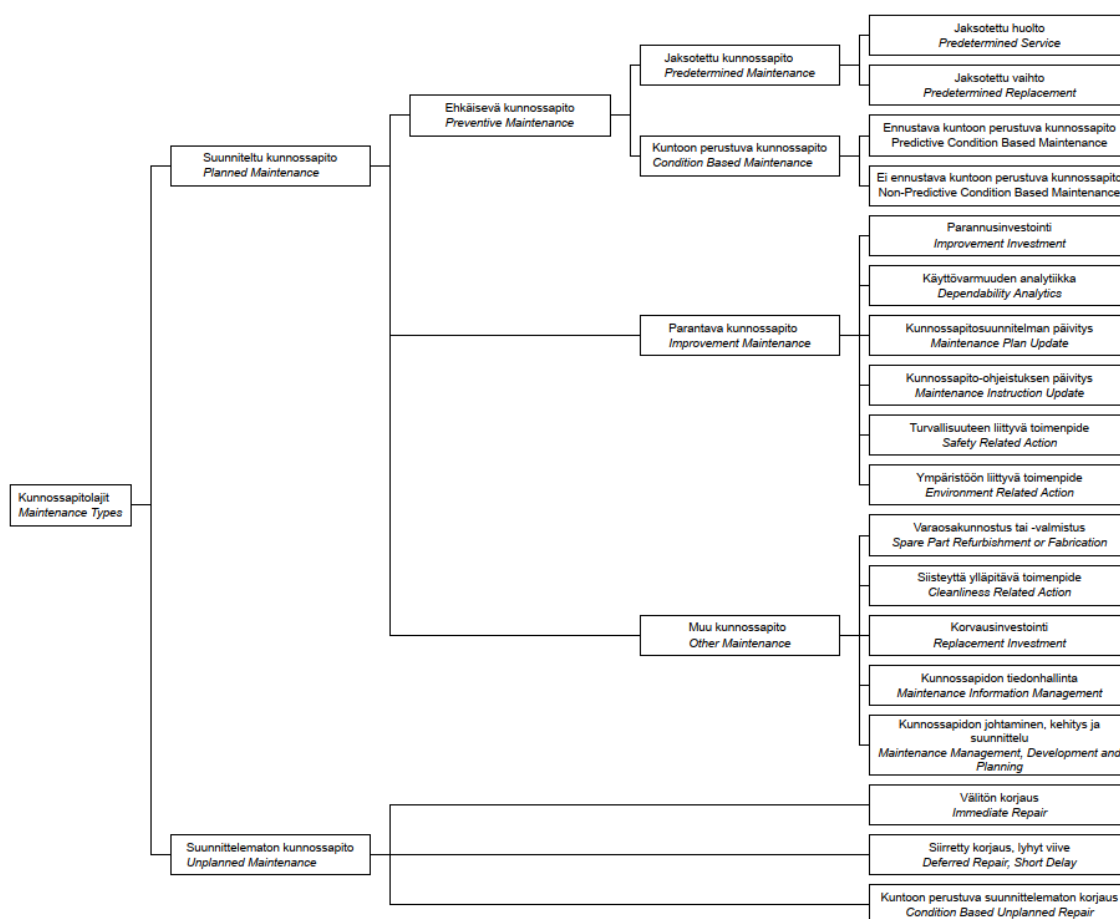 Jaksotettu huolto
Predetermined Service
Jaksotettu kunnossapito
Predetermined Maintenance
Jaksotettu vaihto
Predetermined Replacement
Ehkäisevä kunnossapito
Preventive Maintenance
Ennustava kuntoon perustuva kunnossapito
Predictive Condition Based Maintenance
Suunniteltu kunnossapito
Planned Maintenance
Kuntoon perustuva kunnossapito
Condition Based Maintenance
Ei ennustava kuntoon perustuva kunnossapito
Non-Predictive Condition Based Maintenance
Parannusinvestointi
Improvement Investment
Käyttövarmuuden analytiikka
Dependability Analytics
Parantava kunnossapito
Improvement Maintenance
Kunnossapitosuunnitelman päivitys
Maintenance Plan Update
Kunnossapito-ohjeistuksen päivitys
Maintenance Instruction Update
Turvallisuuteen liittyvä toimenpide
Safety Related Action
Ympäristöön liittyvä toimenpide
Environment Related Action
Kunnossapitolajit
Maintenance Types
Varaosakunnostus tai -valmistus
Spare Part Refurbishment or Fabrication
Siisteyttä ylläpitävä toimenpide
Cleanliness Related Action
Muu kunnossapito
Other Maintenance
Korvausinvestointi
Replacement Investment
Kunnossapidon tiedonhallinta
Maintenance Information Management
Kunnossapidon johtaminen, kehitys ja
suunnittelu
Maintenance Management, Development and
Planning
Välitön korjaus
Immediate Repair
Suunnittelematon kunnossapito
Unplanned Maintenance
Siirretty korjaus, lyhyt viive
Deferred Repair, Short Delay
Kuntoon perustuva suunnittelematon korjaus
Condition Based Unplanned Repair